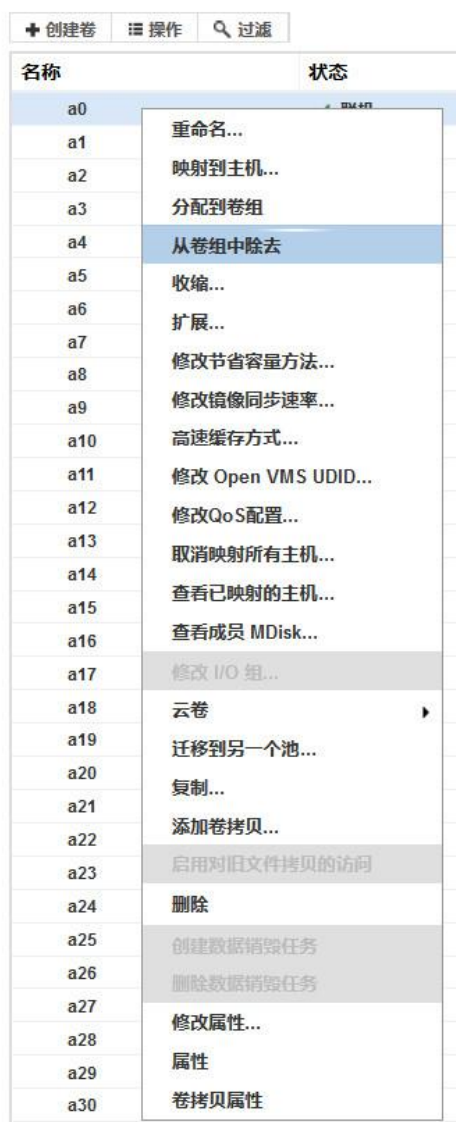 创建卷 操作 过滤
名称 状态
a0
a1
a2
a3
a4
a5
a6
a7
a8
a9
a10
a11
a12
a13
a14
a15
a16
a17
a18
a19
a20
a21
a22
a23
a24
a25
a26
a27
a28
a29
a30
重命名...
映射到主机...
分配到卷组
从卷组中除去
收缩...
扩展...
修改节省容量方法...
修改镜像同步速率...
高速缓存方式...
修改 Open VMS UDID...
修改QoS配置...
取消映射所有主机...
查看已映射的主机...
查看成员 MDisk...
修改 I/O 组...
云卷
迁移到另一个池...
复制...
添加卷拷贝...
启用对旧文件拷贝的访问
删除
创建数据销毁任务
删除数据销毁任务
修改属性...
属性
卷拷贝属性